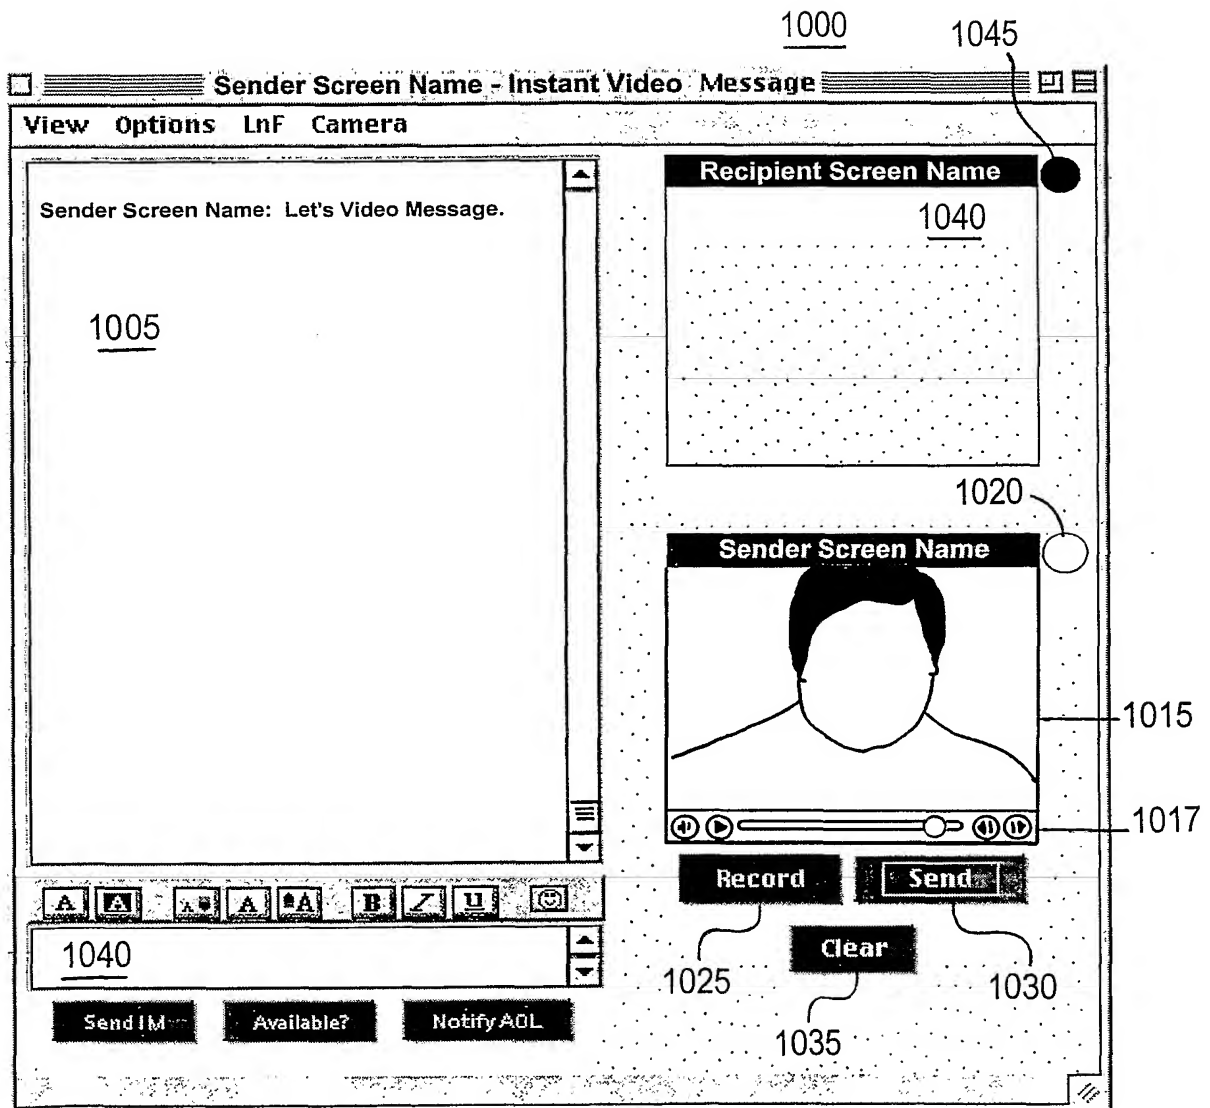 1000
1045
Sender Screen Name - Instant Video Message
View Options LnF Camera
Sender Screen Name: Let's Video Message.
1005
Recipient Screen Name
1040
1020
Sender Screen Name
1015
1017
Record Send
Clear
1025
1030
1035
A A A A A B I U
1040
Send IM Available? Notify AOL